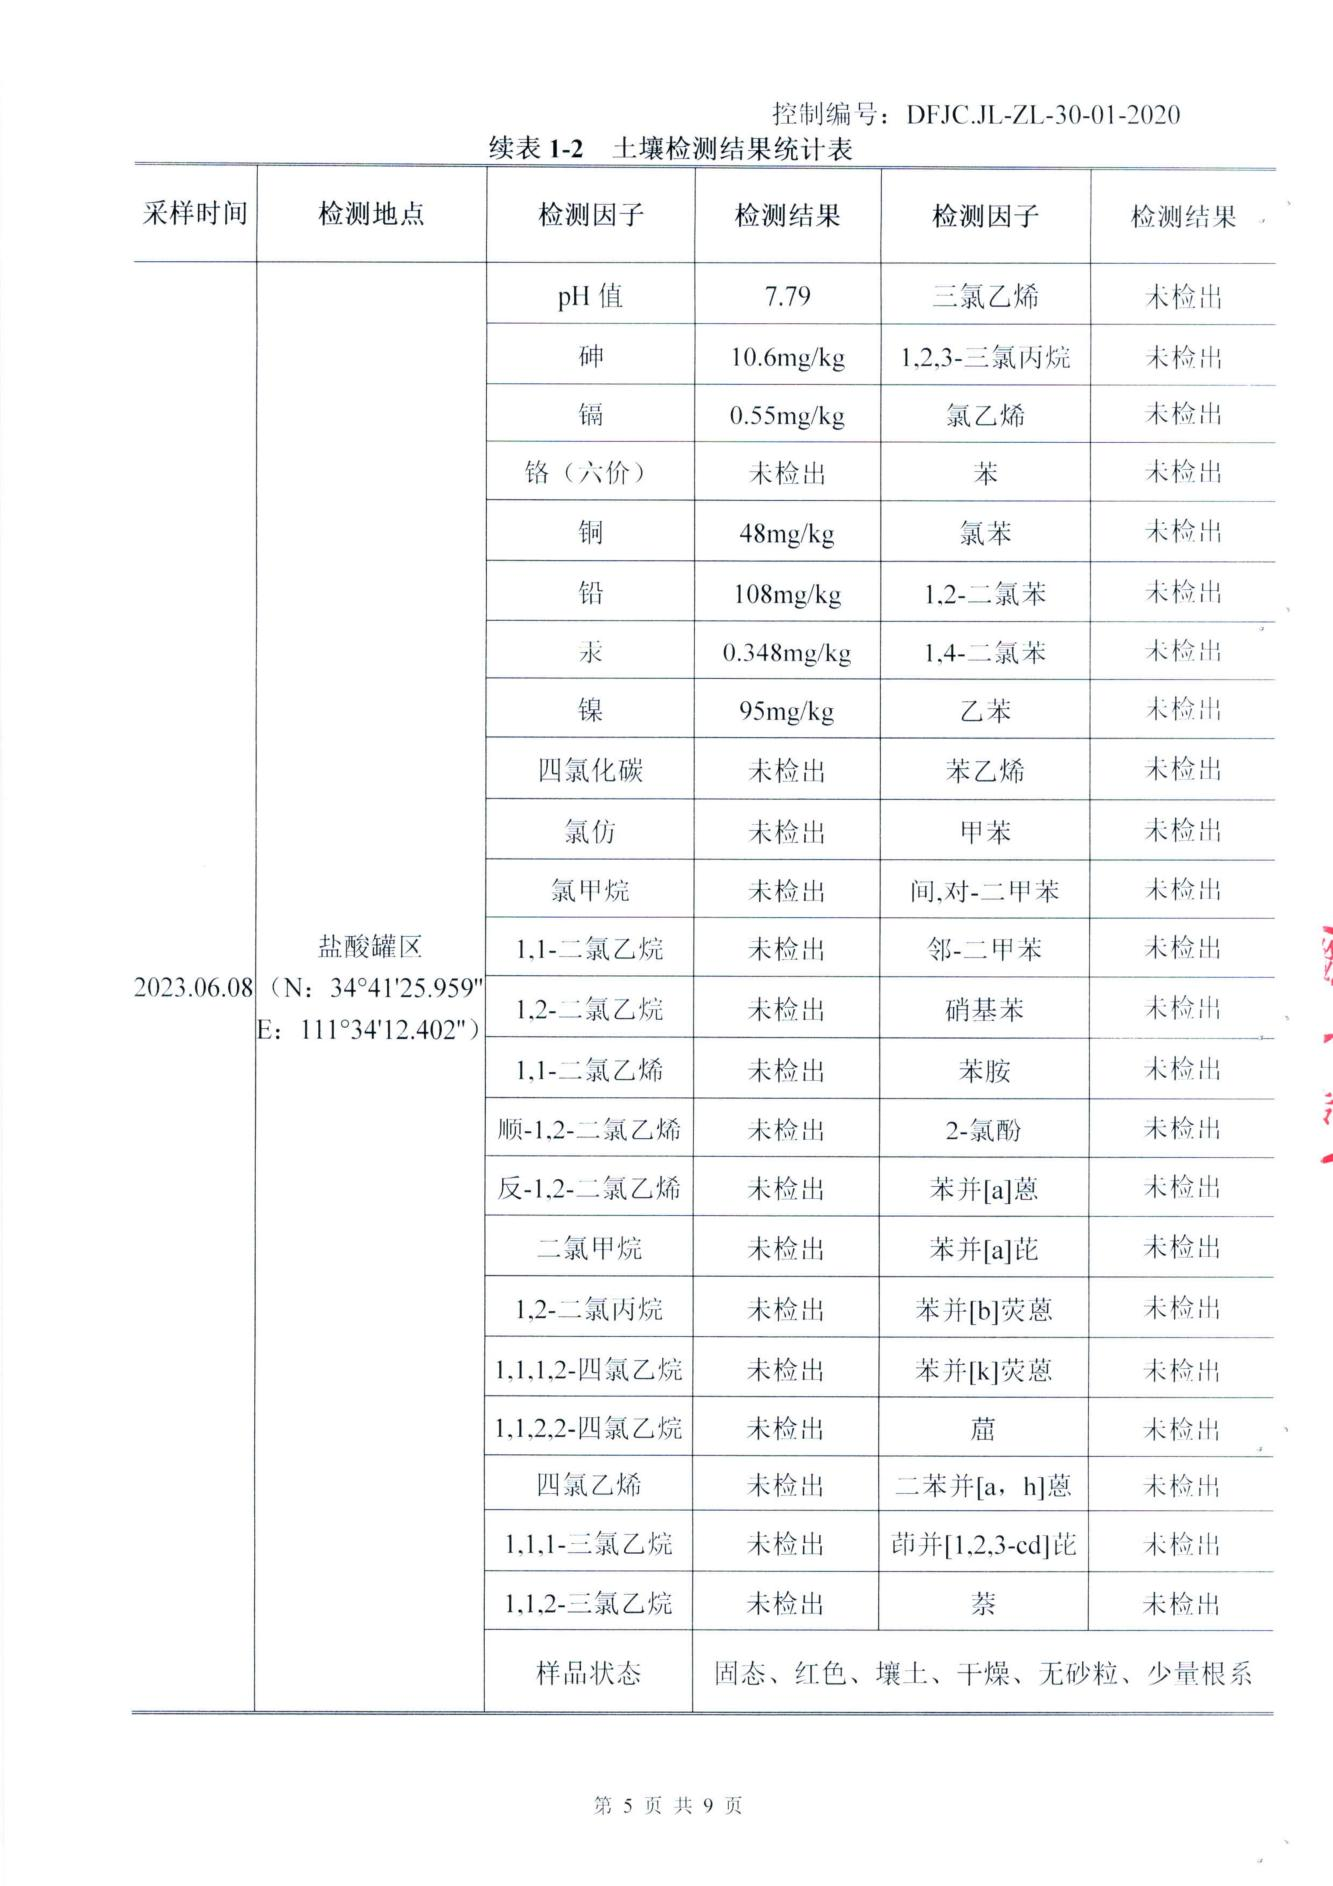 控制编号：DFJC.JL-ZL-30-01-2020
续表 1-2 土壤检测结果统计表
采样时间 检测地点 检测因子 检测结果 检测因子 检测结果
pH 值 7.79 三氯乙烯 未检出
砷 10.6mg/kg 1,2,3-三氯丙烷 未检出
镉 0.55mg/kg 氯乙烯 未检出
铬（六价） 未检出 苯 未检出
铜 48mg/kg 氯苯 未检出
铅 108mg/kg 1,2-二氯苯 未检出
汞 0.348mg/kg 1,4-二氯苯 未检出
镍 95mg/kg 乙苯 未检出
四氯化碳 未检出 苯乙烯 未检出
氯仿 未检出 甲苯 未检出
氯甲烷 未检出 间,对-二甲苯 未检出
盐酸罐区 1,1-二氯乙烷 未检出 邻-二甲苯 未检出
2023.06.08 （N：34°41'25.959"
1,2-二氯乙烷 未检出 硝基苯 未检出
E：111°34'12.402"）
1,1-二氯乙烯 未检出 苯胺 未检出
顺-1,2-二氯乙烯 未检出 2-氯酚 未检出
反-1,2-二氯乙烯 未检出 苯并[a]蒽 未检出
二氯甲烷 未检出 苯并[a]芘 未检出
1,2-二氯丙烷 未检出 苯并[b]荧蒽 未检出
1,1,1,2-四氯乙烷 未检出 苯并[k]荧蒽 未检出
1,1,2,2-四氯乙烷 未检出 䓛 未检出
四氯乙烯 未检出 二苯并[a，h]蒽 未检出
1,1,1-三氯乙烷 未检出 茚并[1,2,3-cd]芘 未检出
1,1,2-三氯乙烷 未检出 萘 未检出
样品状态 固态、红色、壤土、干燥、无砂粒、少量根系
第 5 页 共 9 页